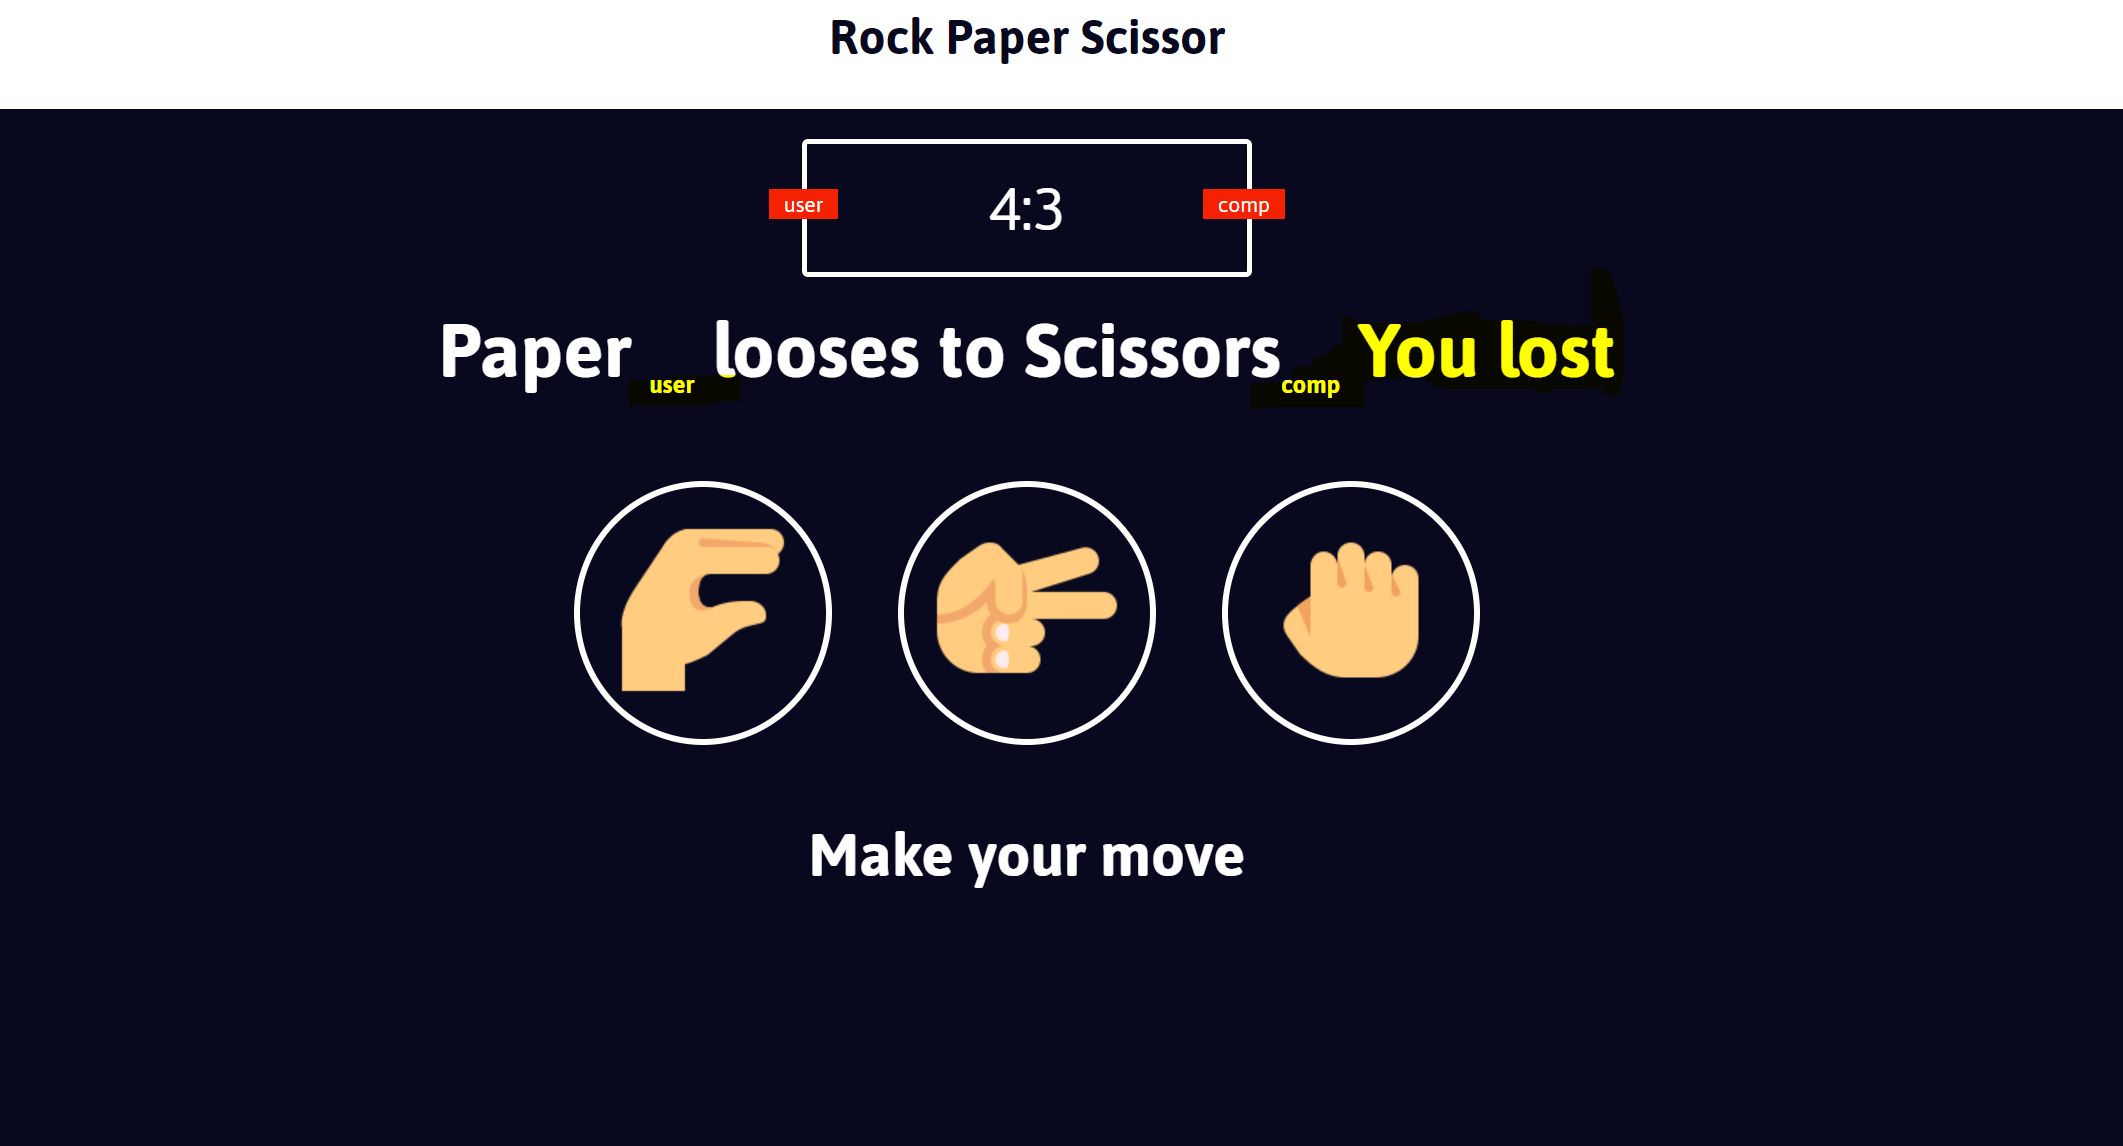 Rock Paper Scissor
user 4:3 comp
Paper user looses to Scissors comp You lost
Make your move